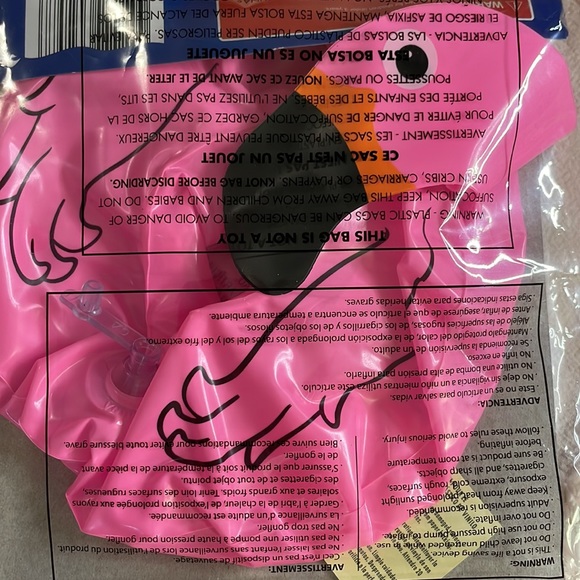 AVERTISSEMENT:
· Ceci n'est pas un dispositif de sauvetage.
· Ne pas laisser l'enfant sans surveillance lors de l'utilisation du produit.
· Ne pas utiliser une pompe à haute pression pour gonfler.
· Ne pas trop gonfler.
· La surveillance d'un adulte est recommandée.
· Garder à l'abri de la chaleur, de l'exposition prolongée aux rayons
solaires et aux grands froids. Tenir loin des surfaces rugueuses,
des cigarettes et de tout objet pointu.
· S'assurer que le produit soit à la température de la pièce avant
de le gonfler.
· Bien suivre ces recommandations pour éviter toute blessure grave.
· This is not a life saving
· Do not leave child unattended while in
· Do not use high pump to inflate
· Do not over inflate
· Adult supervision is recommended
· Keep away from heat, prolonged sunlight
exposure, extreme cold, rough surfaces,
cigarettes, and all sharp objects.
· Be sure product is at room temperature
before inflating.
· Follow these rules to avoid serious injury.
ADVERTENCIA:
· Este no es un artículo para salvar vidas.
· No deje sin vigilancia un niño mientras utiliza este artículo.
· No utilice una bomba de alta presión para inflarlo.
· No infle en exceso.
· Se recomienda la supervisión de un adulto.
· Manténgalo protegido del calor, de la exposición prolongada a los rayos del sol y del frío extremo.
Aléjelo de las superficies rugosas, de los cigarrillos y de los objetos filosos.
· Antes de inflar, asegúrese de que el artículo se encuentra a temperatura ambiente.
· Siga estas indicaciones para evitar heridas graves.
THIS BAG IS NOT A TOY
WARNING - PLASTIC BAGS CAN BE DANGEROUS. TO AVOID DANGER OF
SUFFOCATION, KEEP THIS BAG AWAY FROM BABIES AND CHILDREN. DO NOT
USE IN CRIBS, CARRIAGES OR PLAYPENS. KNOT BAG BEFORE DISCARDING.
CE SAC N'EST PAS UN JOUET
AVERTISSEMENT - LES SACS EN PLASTIQUE PEUVENT ÊTRE DANGEREUX.
POUR ÉVITER LE DANGER DE SUFFOCATION, GARDER CE SAC HORS DE LA
PORTÉE DES ENFANTS ET DES BÉBÉS. NE L'UTILISEZ PAS DANS LES LITS,
POUSSETTES OU PARCS. NOUEZ CE SAC AVANT DE LE JETER.
ESTA BOLSA NO ES UN JUGUETE
ADVERTENCIA - LAS BOLSAS DE PLÁSTICO PUEDEN SER PELIGROSAS.
EL RIESGO DE ASFIXIA, MANTENGA ESTA BOLSA FUERA DEL ALCANCE
WARNING